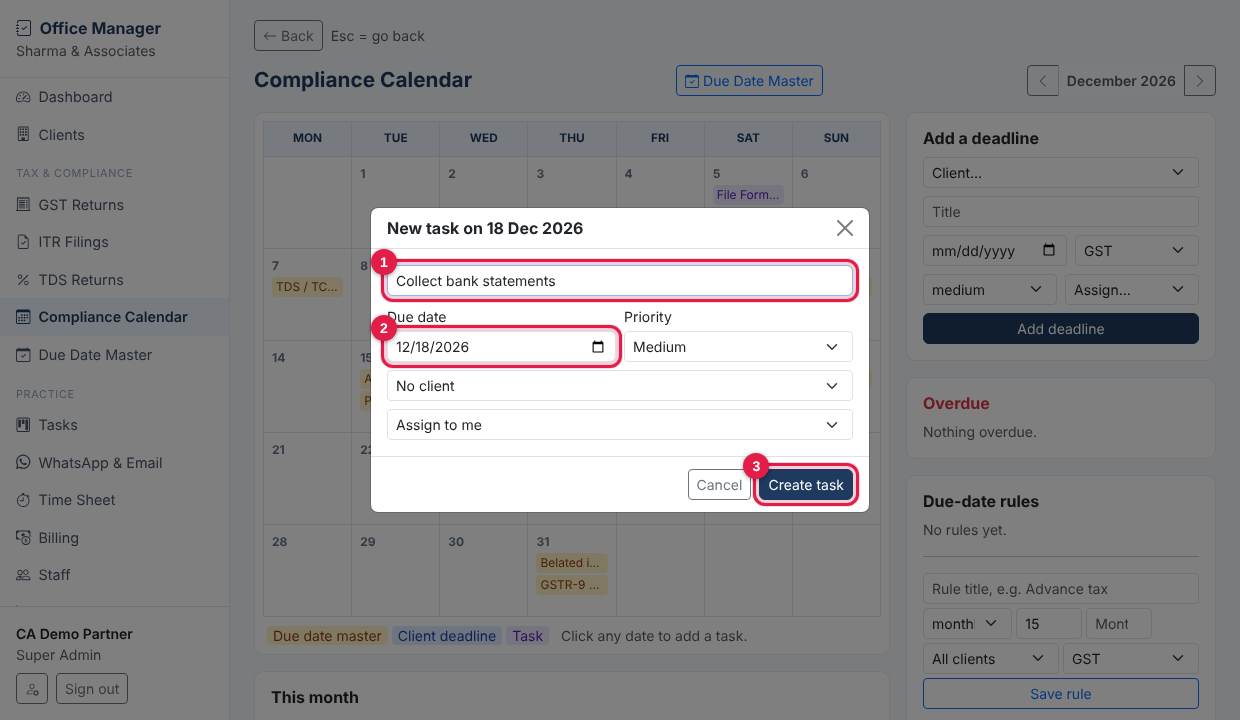 Office Manager
Sharma & Associates
Dashboard
Clients
TAX & COMPLIANCE
GST Returns
ITR Filings
TDS Returns
Compliance Calendar
Due Date Master
PRACTICE
Tasks
WhatsApp & Email
Time Sheet
Billing
Staff
CA Demo Partner
Super Admin
Sign out
← Back Esc = go back
Compliance Calendar
Due Date Master
December 2026
MON TUE WED THU FRI SAT SUN
1 2 3 4 5 6
File Form...
7 8
TDS / TC...
14 15
21 22
28 29 30 31
Belated i...
GSTR-9 ...
Due date master Client deadline Task Click any date to add a task.
This month
New task on 18 Dec 2026
1
Collect bank statements
2
Due date Priority
12/18/2026 Medium
No client
Assign to me
3
Cancel Create task
Add a deadline
Client...
Title
mm/dd/yyyy GST
medium Assign...
Add deadline
Overdue
Nothing overdue.
Due-date rules
No rules yet.
Rule title, e.g. Advance tax
month 15 Mont
All clients GST
Save rule